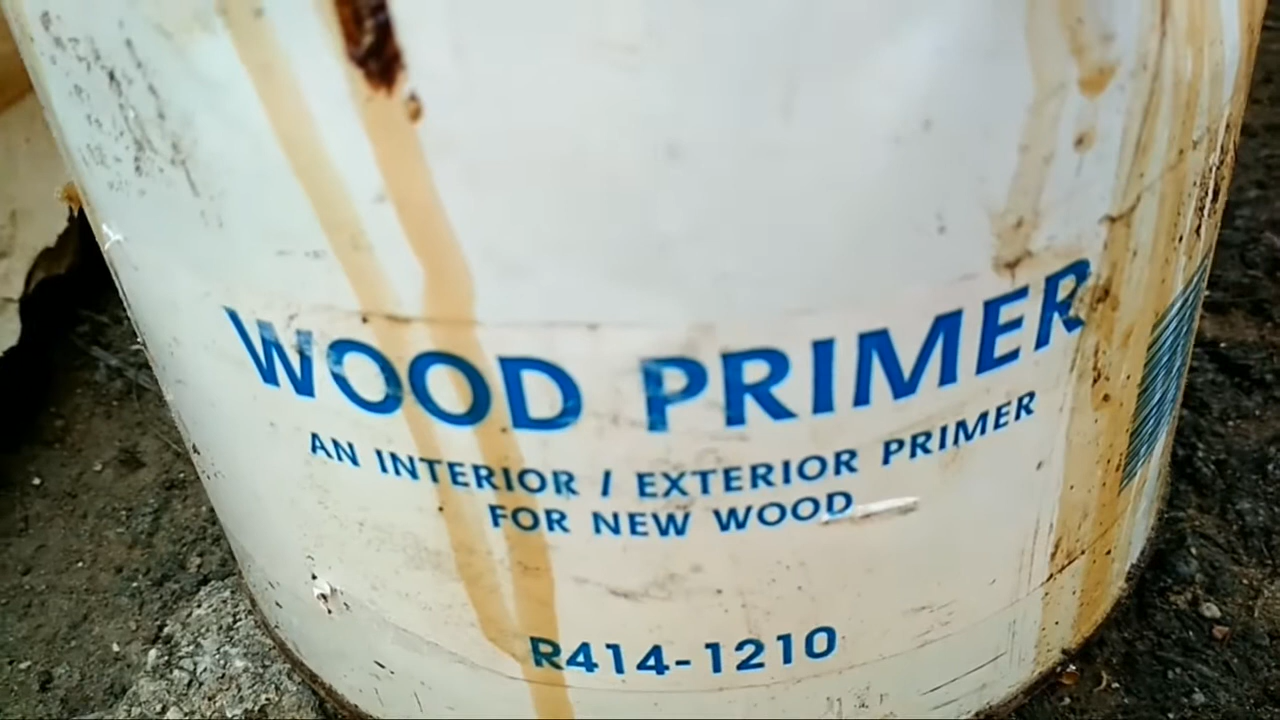 WOOD PRIMER
AN INTERIOR / EXTERIOR PRIMER
FOR NEW WOOD
R414-1210